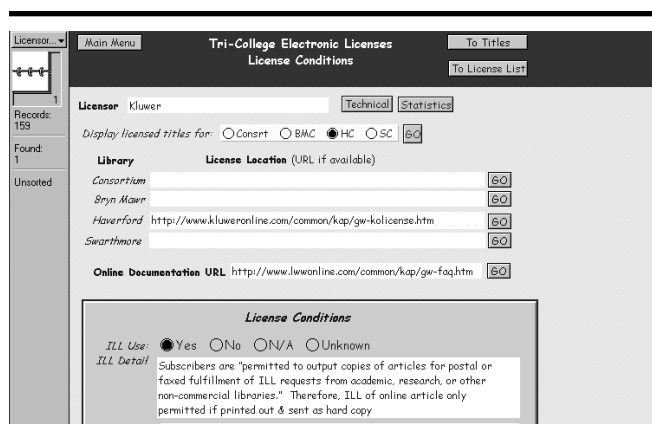 Licensor...
Main Menu
Tri-College Electronic Licenses
License Conditions
To Titles
To License List
1
Records:
159
Found:
1
Unsorted
Licensor Kluwer
Technical Statistics
Display licensed titles for: Consrt BMC HC SC GO
Library License Location (URL if available)
Consortium GO
Bryn Mawr GO
Haverford http://www.kluweronline.com/common/kap/gw-kolicense.htm GO
Swarthmore GO
Online Documentation URL http://www.lwwonline.com/common/kap/gw-faq.htm GO
License Conditions
ILL Use: Yes No N/A Unknown
ILL Detail
Subscribers are "permitted to output copies of articles for postal or
faxed fulfillment of ILL requests from academic, research, or other
non-commercial libraries." Therefore, ILL of online article only
permitted if printed out & sent as hard copy